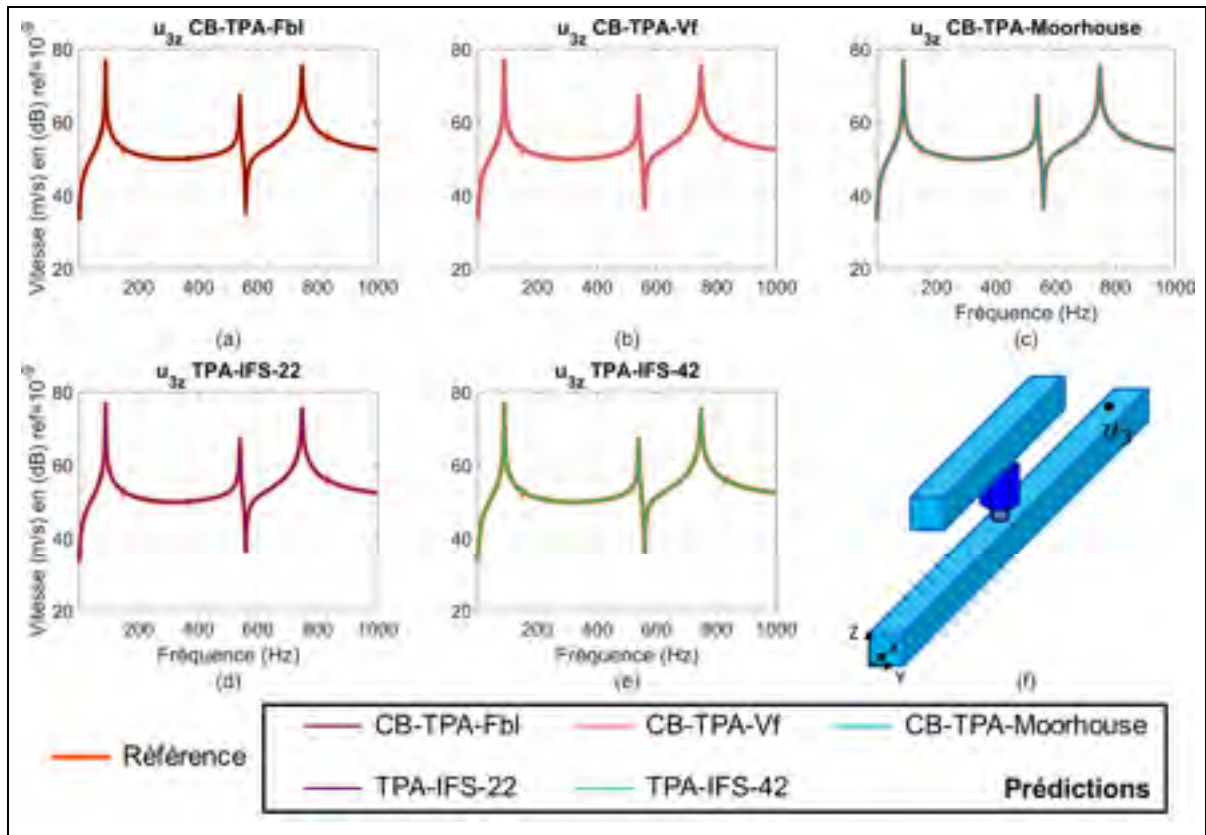 u3z CB-TPA-Fbl
u3z CB-TPA-Vf
u3z CB-TPA-Moorhouse
Vitesse (m/s) en (dB) ref=10-9
80
60
40
20
200 400 600 800 1000
(a)
80
60
40
20
200 400 600 800 1000
(b)
80
60
40
20
200 400 600 800 1000
Fréquence (Hz)
(c)
u3z TPA-IFS-22
u3z TPA-IFS-42
Vitesse (m/s) en (dB) ref=10-9
80
60
40
20
200 400 600 800 1000
Fréquence (Hz)
(d)
80
60
40
20
200 400 600 800 1000
Fréquence (Hz)
(e)
u3
Z
X
Y
(f)
Référence
CB-TPA-Fbl
CB-TPA-Vf
CB-TPA-Moorhouse
TPA-IFS-22
TPA-IFS-42
Prédictions